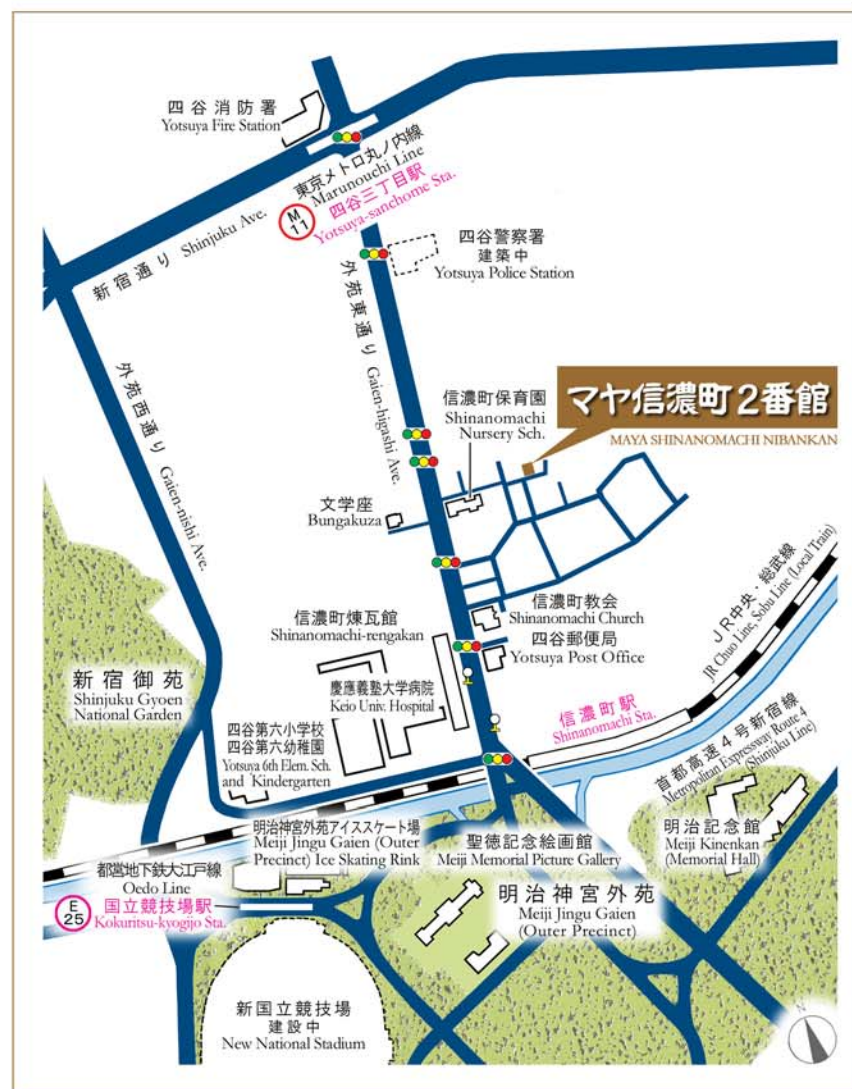 四谷消防署
Yotsuya Fire Station
東京メトロ丸ノ内線
Marunouchi Line
M
11
四谷三丁目駅
Yotsuya-sanchome Sta.
新宿通り Shinjuku Ave.
四谷警察署
建築中
Yotsuya Police Station
外苑東通り Gaien-higashi Ave.
外苑西通り Gaien-nishi Ave.
信濃町保育園
Shinanomachi
Nursery Sch.
マヤ信濃町2番館
MAYA SHINANOMACHI NIBANKAN
文学座
Bungakuza
信濃町煉瓦館
Shinanomachi-rengakan
信濃町教会
Shinanomachi Church
四谷郵便局
Yotsuya Post Office
JR中央・総武線
JR Chuo Line, Sobu Line (Local Train)
新宿御苑
Shinjuku Gyoen
National Garden
慶應義塾大学病院
Keio Univ. Hospital
信濃町駅
Shinanomachi Sta.
四谷第六小学校
四谷第六幼稚園
Yotsuya 6th Elem. Sch.
and Kindergarten
首都高速4号新宿線
Metropolitan Expressway Route 4
(Shinjuku Line)
明治神宮外苑アイススケート場
Meiji Jingu Gaien (Outer
Precinct) Ice Skating Rink
聖徳記念絵画館
Meiji Memorial Picture Gallery
明治記念館
Meiji Kinenkan
(Memorial Hall)
都営地下鉄大江戸線
Oedo Line
E
25
国立競技場駅
Kokuritsu-kyogijo Sta.
明治神宮外苑
Meiji Jingu Gaien
(Outer Precinct)
新国立競技場
建設中
New National Stadium
N